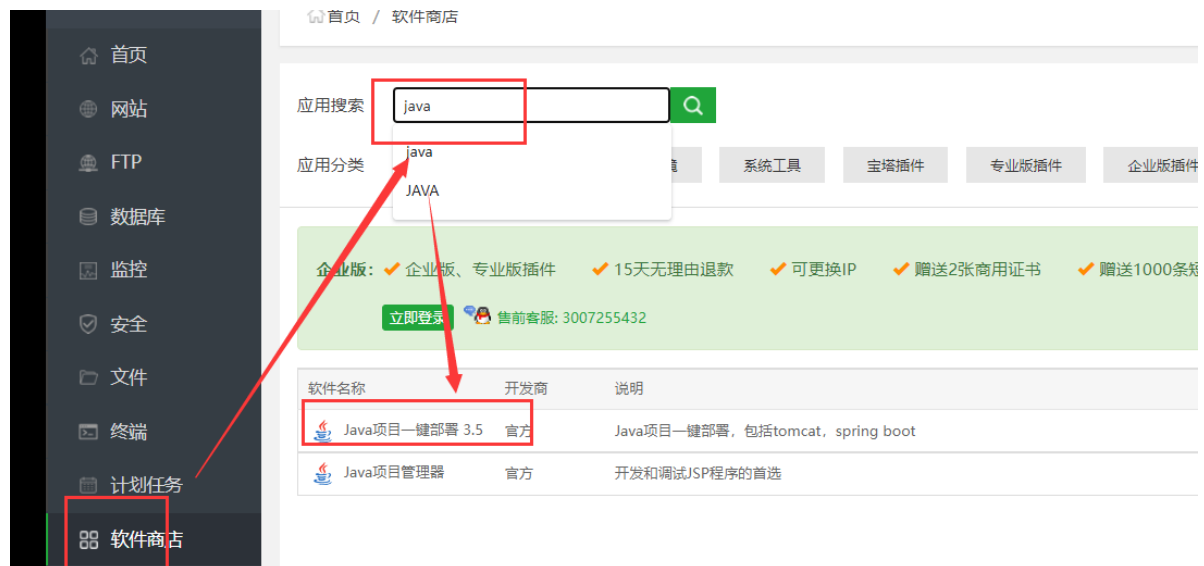 首页 / 软件商店
首页
网站
FTP
数据库
监控
安全
文件
终端
计划任务
软件商店
应用搜索 java
java
JAVA
应用分类 系统工具 宝塔插件 专业版插件 企业版插件
企业版: 企业版、专业版插件 15天无理由退款 可更换IP 赠送2张商用证书 赠送1000条
立即登录 售前客服: 3007255432
软件名称 开发商 说明
Java项目一键部署 3.5 官方 Java项目一键部署, 包括tomcat, spring boot
Java项目管理器 官方 开发和调试JSP程序的首选